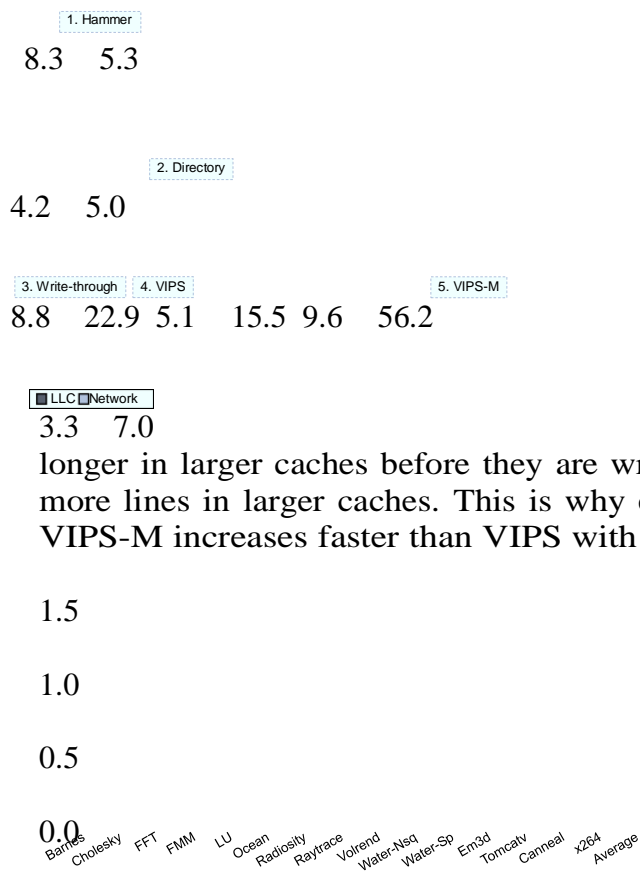 1. Hammer
8.3 5.3
2. Directory
4.2 5.0
3. Write-through 4. VIPS 5. VIPS-M
8.8 22.9 5.1 15.5 9.6 56.2
LLC Network
3.3 7.0
longer in larger caches before they are
more lines in larger caches. This is why
VIPS-M increases faster than VIPS with
1.5
1.0
0.5
0.0
Barnes Cholesky FFT FMM LU Ocean Radiosity Raytrace Volrend Water-Nsq Water-Sp Em3d Tomcatv Canneal x264 Average